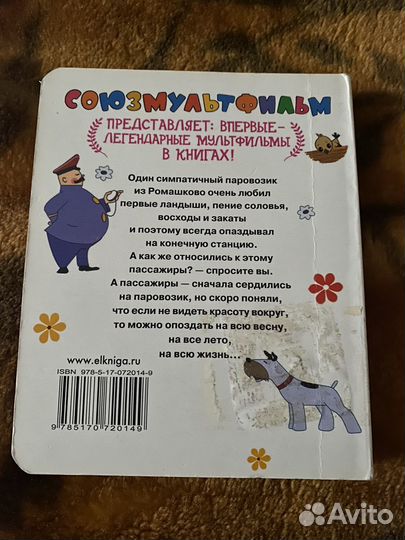 СОЮЗМУЛЬТФИЛЬМ
ПРЕДСТАВЛЯЕТ: ВПЕРВЫЕ-
ЛЕГЕНДАРНЫЕ МУЛЬТФИЛЬМЫ
В КНИГАХ!
Один симпатичный паровозик
из Ромашково очень любил
первые ландыши, пение соловья,
восходы и закаты
и поэтому всегда опаздывал
на конечную станцию.
А как же относились к этому
пассажиры? — спросите вы.
А пассажиры — сначала сердились
на паровозик, но скоро поняли,
что если не видеть красоту вокруг,
то можно опоздать на всю весну,
на все лето,
на всю жизнь...
www.elkniga.ru
ISBN 978-5-17-072014-9
9 785170 720149
Avito